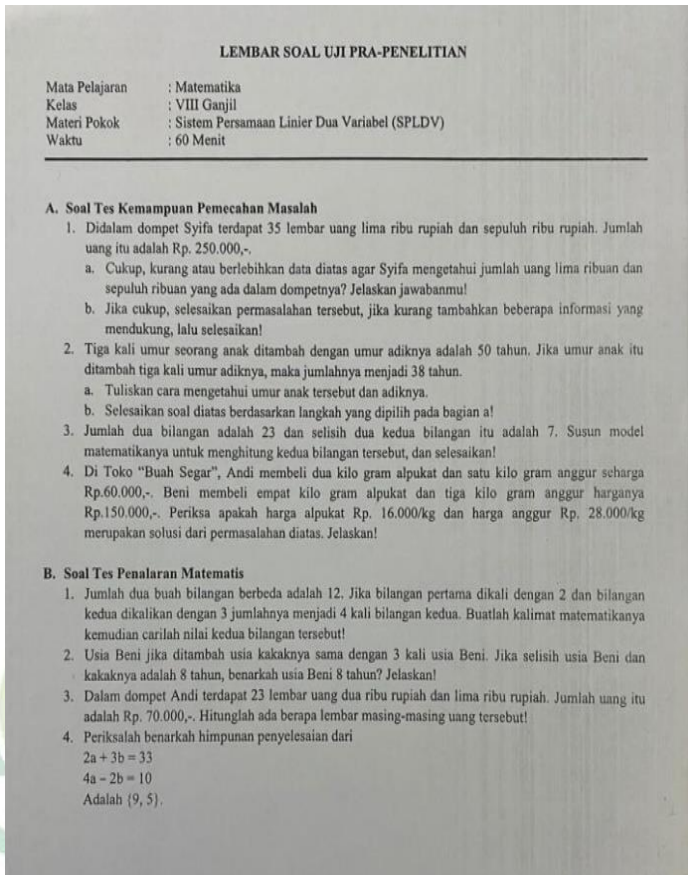 LEMBAR SOAL UJI PRA-PENELITIAN
Mata Pelajaran : Matematika
Kelas : VIII Ganjil
Materi Pokok : Sistem Persamaan Linier Dua Variabel (SPLDV)
Waktu : 60 Menit
A. Soal Tes Kemampuan Pemecahan Masalah
1. Didalam dompet Syifa terdapat 35 lembar uang lima ribu rupiah dan sepuluh ribu rupiah. Jumlah
uang itu adalah Rp. 250.000,-.
a. Cukup, kurang atau berlebihkan data diatas agar Syifa mengetahui jumlah uang lima ribuan dan
sepuluh ribuan yang ada dalam dompetnya? Jelaskan jawabanmu!
b. Jika cukup, selesaikan permasalahan tersebut, jika kurang tambahkan beberapa informasi yang
mendukung, lalu selesaikan!
2. Tiga kali umur seorang anak ditambah dengan umur adiknya adalah 50 tahun. Jika umur anak itu
ditambah tiga kali umur adiknya, maka jumlahnya menjadi 38 tahun.
a. Tuliskan cara mengetahui umur anak tersebut dan adiknya.
b. Selesaikan soal diatas berdasarkan langkah yang dipilih pada bagian a!
3. Jumlah dua bilangan adalah 23 dan selisih dua kedua bilangan itu adalah 7. Susun model
matematikanya untuk menghitung kedua bilangan tersebut, dan selesaikan!
4. Di Toko “Buah Segar”, Andi membeli dua kilo gram alpukat dan satu kilo gram anggur seharga
Rp.60.000,-. Beni membeli empat kilo gram alpukat dan tiga kilo gram anggur harganya
Rp.150.000,-. Periksa apakah harga alpukat Rp. 16.000/kg dan harga anggur Rp. 28.000/kg
merupakan solusi dari permasalahan diatas. Jelaskan!
B. Soal Tes Penalaran Matematis
1. Jumlah dua buah bilangan berbeda adalah 12. Jika bilangan pertama dikali dengan 2 dan bilangan
kedua dikalikan dengan 3 jumlahnya menjadi 4 kali bilangan kedua. Buatlah kalimat matematikanya
kemudian carilah nilai kedua bilangan tersebut!
2. Usia Beni jika ditambah usia kakaknya sama dengan 3 kali usia Beni. Jika selisih usia Beni dan
kakaknya adalah 8 tahun, benarkah usia Beni 8 tahun? Jelaskan!
3. Dalam dompet Andi terdapat 23 lembar uang dua ribu rupiah dan lima ribu rupiah. Jumlah uang itu
adalah Rp. 70.000,-. Hitunglah ada berapa lembar masing-masing uang tersebut!
4. Periksalah benarkah himpunan penyelesaian dari
2a + 3b = 33
4a – 2b = 10
Adalah {9, 5}.